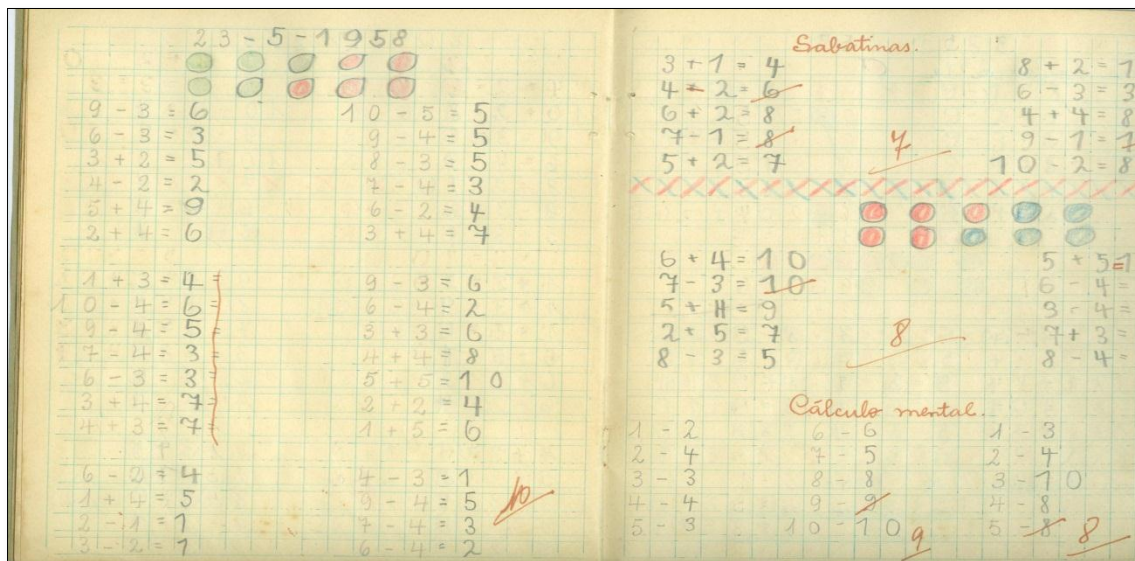 23-5-1958
9 - 3 = 6 10 - 5 = 5
6 - 3 = 3 9 - 4 = 5
3 + 2 = 5 8 - 3 = 5
4 - 2 = 2 7 - 4 = 3
5 + 4 = 9 6 - 2 = 4
2 + 4 = 6 3 + 4 = 7
1 + 3 = 4 = 9 - 3 = 6
10 - 4 = 6 = 6 - 4 = 2
9 - 4 = 5 = 3 + 3 = 6
7 - 4 = 3 = 4 + 4 = 8
6 - 3 = 3 = 5 + 5 = 10
3 + 4 = 7 = 2 + 2 = 4
4 + 3 = 7 = 1 + 5 = 6
6 - 2 = 4 4 - 3 = 1
1 + 4 = 5 9 - 4 = 5
2 - 1 = 1 7 - 4 = 3
3 - 2 = 1 6 - 4 = 2
10
Sabatinas.
3 + 1 = 4 8 + 2 = 1
4 - 2 = 6 6 - 3 = 3
6 + 2 = 8 4 + 4 = 8
7 - 1 = 8 9 - 1 = 7
5 + 2 = 7 10 - 2 = 8
7
6 + 4 = 10 5 + 5 = 1
7 - 3 = 10 6 - 4 =
5 + 4 = 9 3 - 4 =
2 + 5 = 7 7 + 3 =
8 - 3 = 5 8 - 4 =
8
Cálculo mental.
1 - 2 6 - 6 1 - 3
2 - 4 7 - 5 2 - 4
3 - 3 8 - 8 3 - 10
4 - 4 9 - 9 4 - 8
5 - 3 10 - 10 5 - 8
9 8